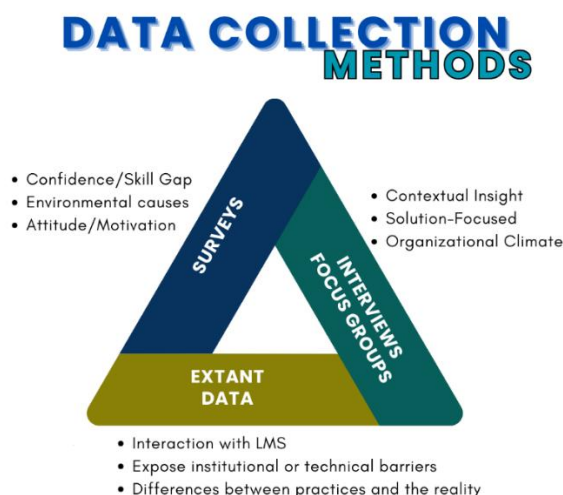 DATA COLLECTION
METHODS
• Confidence/Skill Gap
• Environmental causes
• Attitude/Motivation
SURVEYS
• Contextual Insight
• Solution-Focused
• Organizational Climate
INTERVIEWS
FOCUS GROUPS
EXTANT
DATA
• Interaction with LMS
• Expose institutional or technical barriers
• Differences between practices and the reality